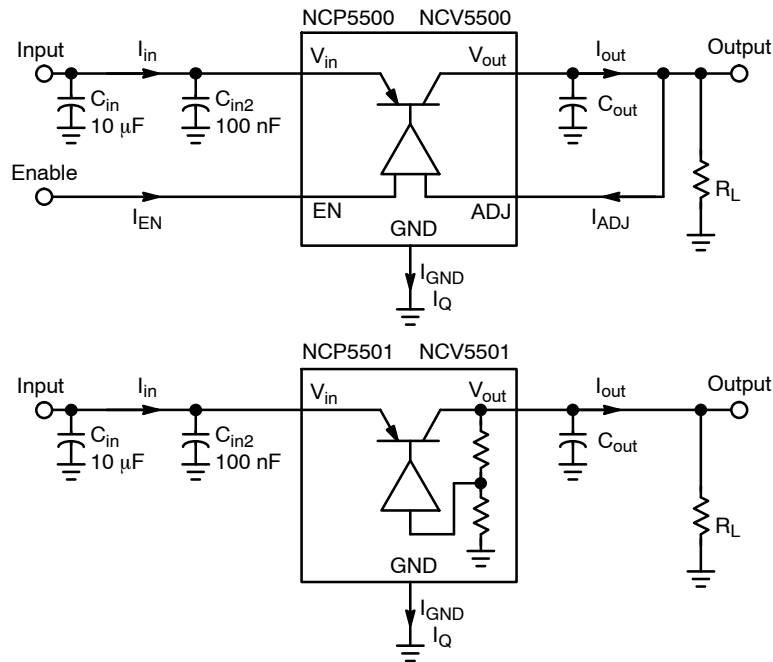 NCP5500 NCV5500
Input
I_in
V_in
V_out
I_out
Output
C_in
10 μF
C_in2
100 nF
C_out
Enable
I_EN
EN
ADJ
I_ADJ
R_L
GND
I_GND
I_Q
NCP5501 NCV5501
Input
I_in
V_in
V_out
I_out
Output
C_in
10 μF
C_in2
100 nF
C_out
R_L
GND
I_GND
I_Q